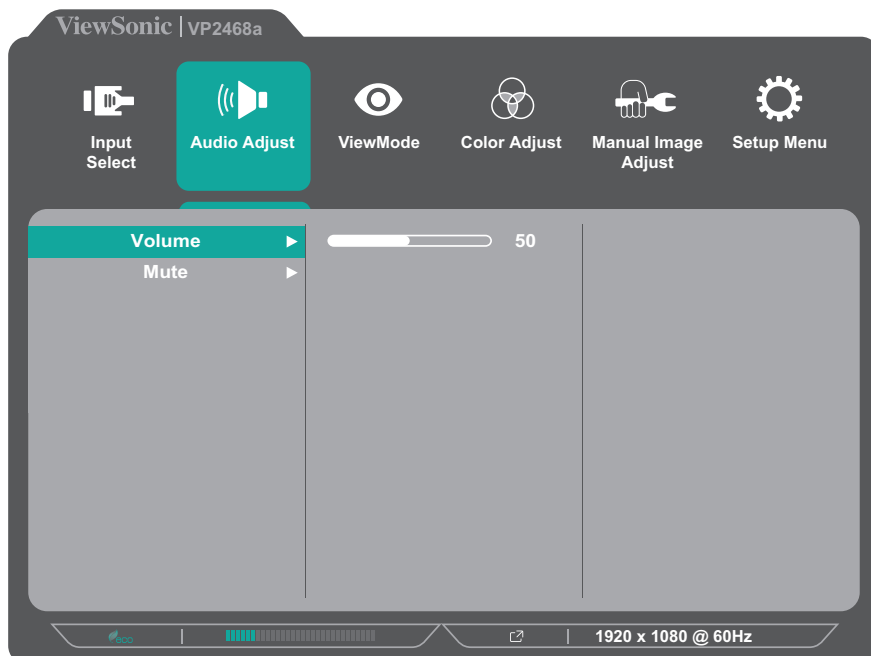 ViewSonic | VP2468a
Input
Select
Audio Adjust
ViewMode
Color Adjust
Manual Image
Adjust
Setup Menu
Volume
50
Mute
eco
1920 x 1080 @ 60Hz